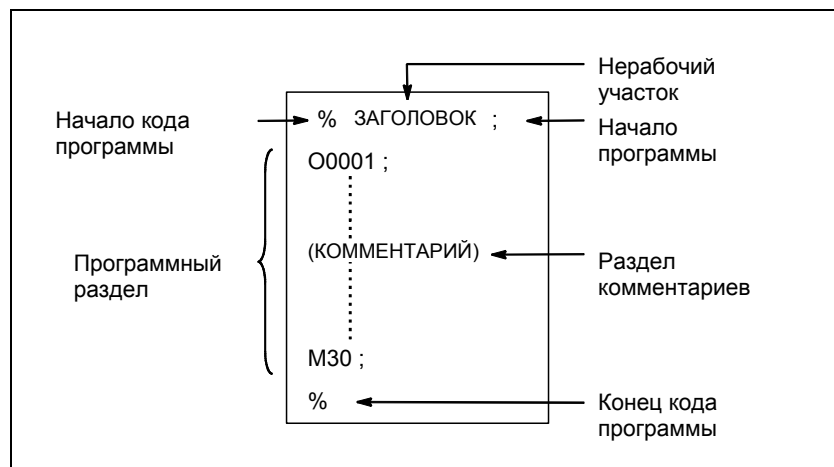 Нерабочий
участок
Начало кода
программы
% ЗАГОЛОВОК ;
Начало
программы
O0001 ;
(КОММЕНТАРИЙ)
Программный
раздел
Раздел
комментариев
M30 ;
%
Конец кода
программы